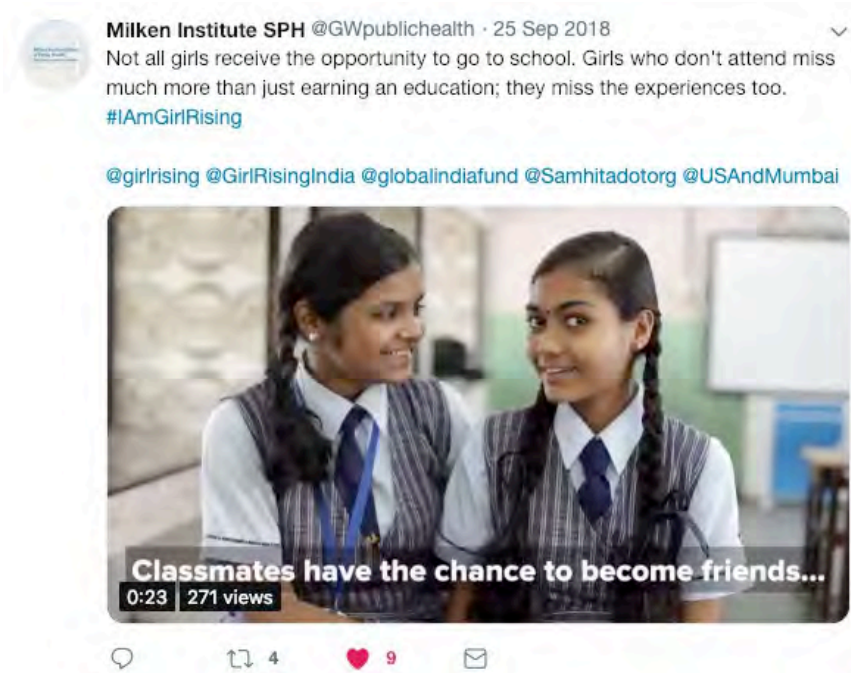 Milken Institute SPH @GWpublichealth · 25 Sep 2018
Not all girls receive the opportunity to go to school. Girls who don't attend miss
much more than just earning an education; they miss the experiences too.
#IAmGirlRising
@girlrising @GirlRisingIndia @globalindiafund @Samhitadotorg @USAndMumbai
Classmates have the chance to become friends...
0:23 271 views
4 9